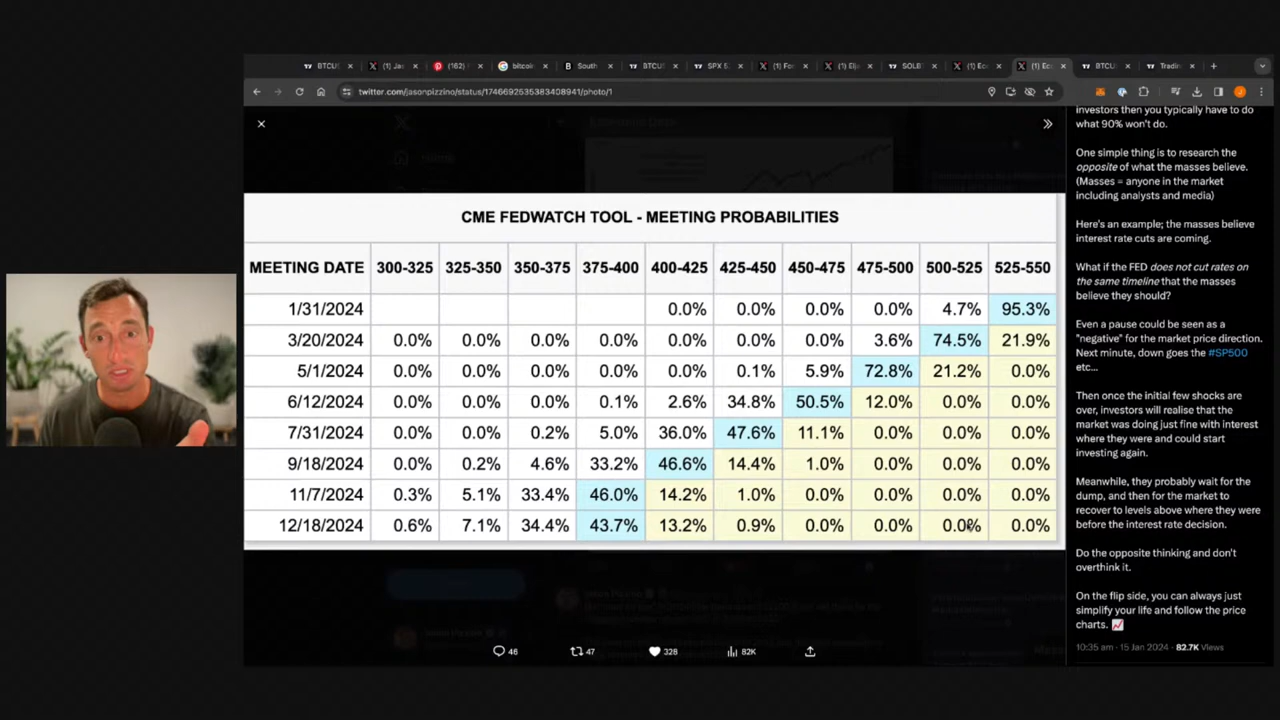 BTCUS
(1) Jas
(162)
bitcoin
South
BTCUS
SPX 5
(1) Fo
(1) Elj
SOLB
(1) Ec
(1) Ec
BTCUS
Tradin
twitter.com/jasonpizzino/status/1746692535383408941/photo/1
CME FEDWATCH TOOL - MEETING PROBABILITIES
MEETING DATE 300-325 325-350 350-375 375-400 400-425 425-450 450-475 475-500 500-525 525-550
1/31/2024 0.0% 0.0% 0.0% 0.0% 4.7% 95.3%
3/20/2024 0.0% 0.0% 0.0% 0.0% 0.0% 0.0% 0.0% 3.6% 74.5% 21.9%
5/1/2024 0.0% 0.0% 0.0% 0.0% 0.0% 0.1% 5.9% 72.8% 21.2% 0.0%
6/12/2024 0.0% 0.0% 0.0% 0.1% 2.6% 34.8% 50.5% 12.0% 0.0% 0.0%
7/31/2024 0.0% 0.0% 0.2% 5.0% 36.0% 47.6% 11.1% 0.0% 0.0% 0.0%
9/18/2024 0.0% 0.2% 4.6% 33.2% 46.6% 14.4% 1.0% 0.0% 0.0% 0.0%
11/7/2024 0.3% 5.1% 33.4% 46.0% 14.2% 1.0% 0.0% 0.0% 0.0% 0.0%
12/18/2024 0.6% 7.1% 34.4% 43.7% 13.2% 0.9% 0.0% 0.0% 0.0% 0.0%
46
47
328
82K
investors then you typically have to do
what 90% won't do.
One simple thing is to research the
opposite of what the masses believe.
(Masses = anyone in the market
including analysts and media)
Here's an example; the masses believe
interest rate cuts are coming.
What if the FED does not cut rates on
the same timeline that the masses
believe they should?
Even a pause could be seen as a
"negative" for the market price direction.
Next minute, down goes the #SP500
etc...
Then once the initial few shocks are
over, investors will realise that the
market was doing just fine with interest
where they were and could start
investing again.
Meanwhile, they probably wait for the
dump, and then for the market to
recover to levels above where they were
before the interest rate decision.
Do the opposite thinking and don't
overthink it.
On the flip side, you can always just
simplify your life and follow the price
charts.
10:35 am · 15 Jan 2024 · 82.7K Views